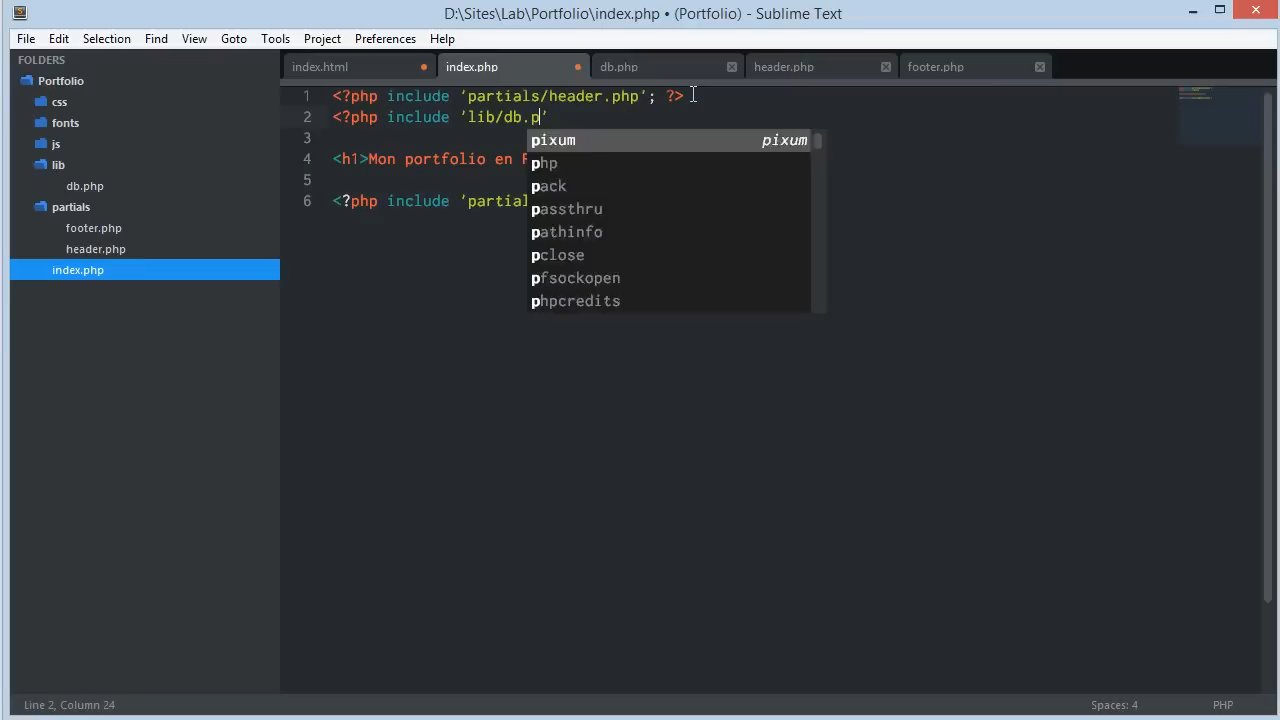 D:\Sites\Lab\Portfolio\index.php • (Portfolio) - Sublime Text
File Edit Selection Find View Goto Tools Project Preferences Help
FOLDERS
Portfolio
css
fonts
js
lib
db.php
partials
footer.php
header.php
index.php
index.html
index.php
db.php
header.php
footer.php
1 <?php include 'partials/header.php'; ?>
2 <?php include 'lib/db.p'
3
4 <h1>Mon portfolio en
5
6 <?php include 'partial
pixum pixum
php
pack
passthru
pathinfo
pclose
pfsockopen
phpcredits
Line 2, Column 24
Spaces: 4
PHP